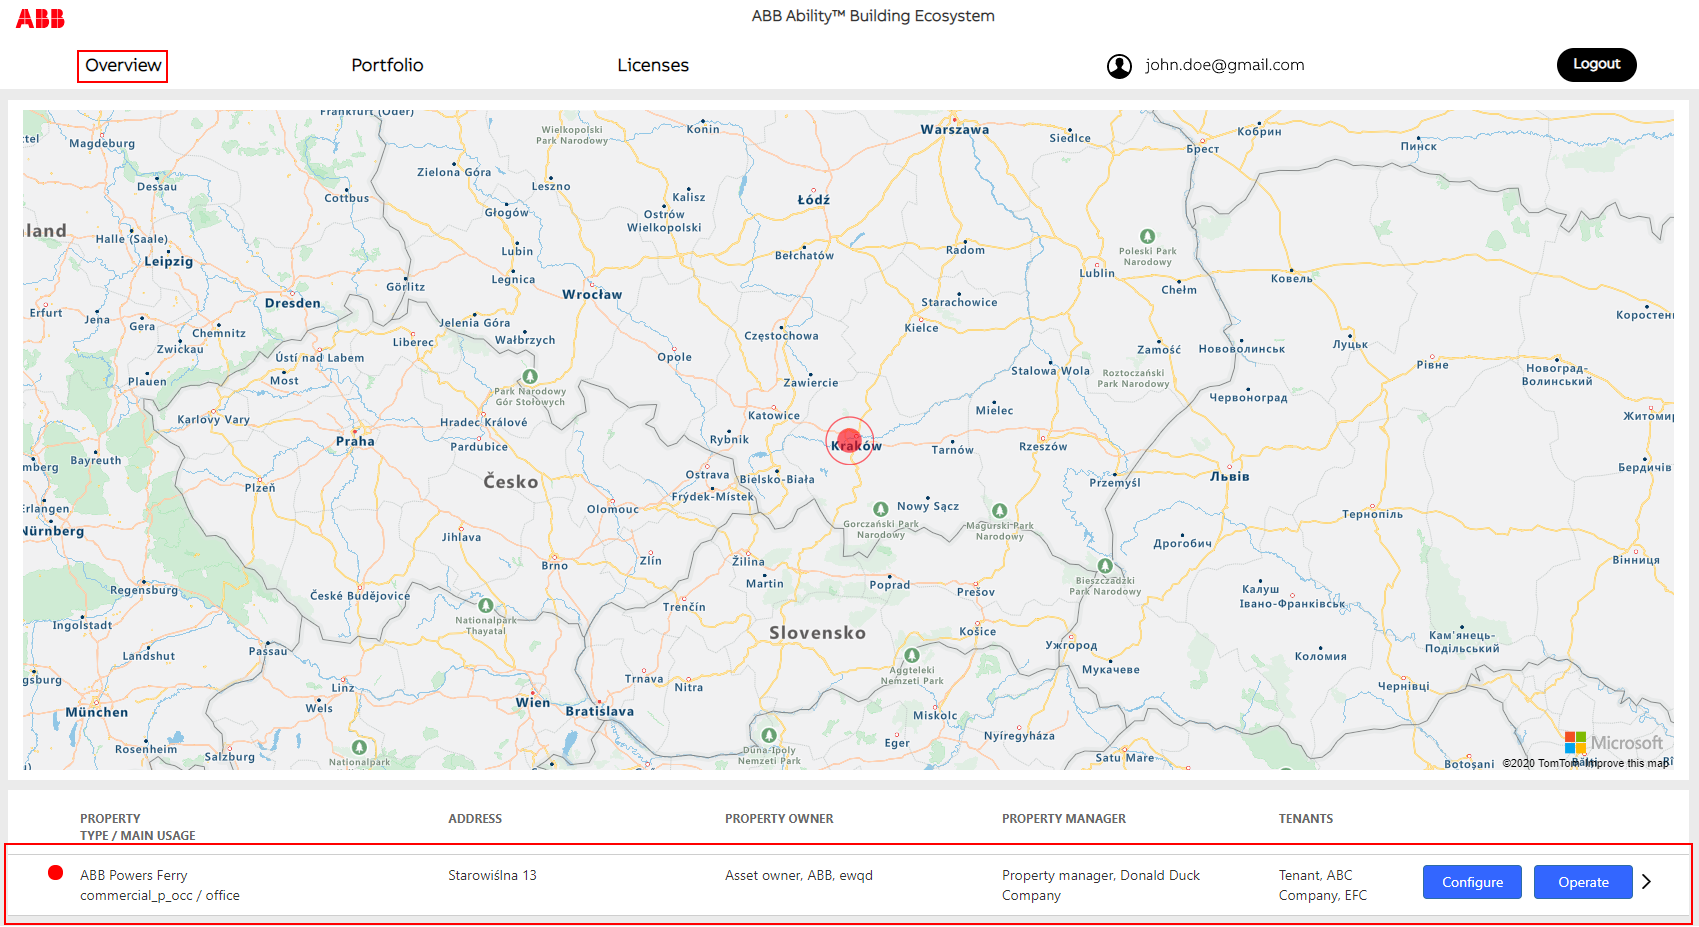 ABB
ABB Ability™ Building Ecosystem
Overview
Portfolio
Licenses
john.doe@gmail.com
Logout
Frankfurt (Oder)
Wielkopolski
Park Narodowy
Konin
Warszawa
Siedlce
Кобрин
Брест
Пинск
Magdeburg
Zielona Góra
Leszno
Dessau
Cottbus
Kalisz
Łódź
Głogów
Ostrów
Wielkopolski
land
Halle (Saale)
Leipzig
Lubin
Bełchatów
Radom
Poleski Park
Narodowy
Lublin
Ковель
Legnica
Görlitz
Wrocław
Chełm
Dresden
Starachowice
Erfurt
Jena
Gera
Chemnitz
Jelenia Góra
Wałbrzych
Kielce
Częstochowa
Zwickau
Liberec
Ústí nad Labem
Opole
Zamość
Нововолинськ
Луцьк
Рівне
Коростен
Plauen
Most
Park Narodowy
Gór Stołowych
Zawiercie
Stalowa Wola
Roztoczański
Park Narodowy
Новоград-
Волинський
Червоноград
Karlovy Vary
Hradec Králové
Katowice
Mielec
Житоми
Praha
Pardubice
Rybnik
Kraków
Tarnów
Rzeszów
mberg
Bayreuth
Česko
Ostrava
Bielsko-Biała
Przemyśl
Львів
Бердичів
Plzeň
Frýdek-Místek
Erlangen
Olomouc
Nowy Sącz
Gorczański Park
Narodowy
Magurski Park
Narodowy
Тернопіль
Nürnberg
Jihlava
Дрогобич
Brno
Zlín
Žilina
Вінниця
Martin
Poprad
Prešov
Bieszczadzki
Park Narodowy
Regensburg
České Budějovice
Trenčín
Калуш
Івано-Франківськ
Nationalpark
Thayatal
Ingolstadt
Slovensko
Košice
Кам'янець-
Подільський
Landshut
Passau
Ужгород
Мукачеве
Коломия
gsburg
Aggteleki
Nemzeti Park
Trnava
Nitra
Linz
Чернівці
München
Wels
Wien
Bratislava
Miskolc
Rosenheim
Salzburg
Nationalpark
Duna-Ipoly
Nemzeti Park
Eger
Nyíregyháza
Satu Mare
Botoșani
Bălți
Microsoft
©2020 TomTom Improve this map
PROPERTY
TYPE / MAIN USAGE
ADDRESS
PROPERTY OWNER
PROPERTY MANAGER
TENANTS
ABB Powers Ferry
commercial_p_occ / office
Starowiślna 13
Asset owner, ABB, ewqd
Property manager, Donald Duck
Company
Tenant, ABC
Company, EFC
Configure
Operate